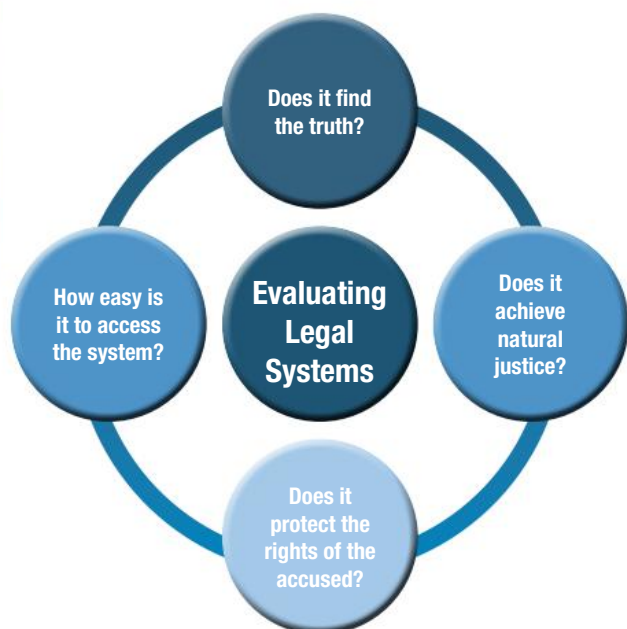 Does it find
the truth?
How easy is
it to access
the system?
Evaluating
Legal
Systems
Does it
achieve
natural
justice?
Does it
protect the
rights of the
accused?